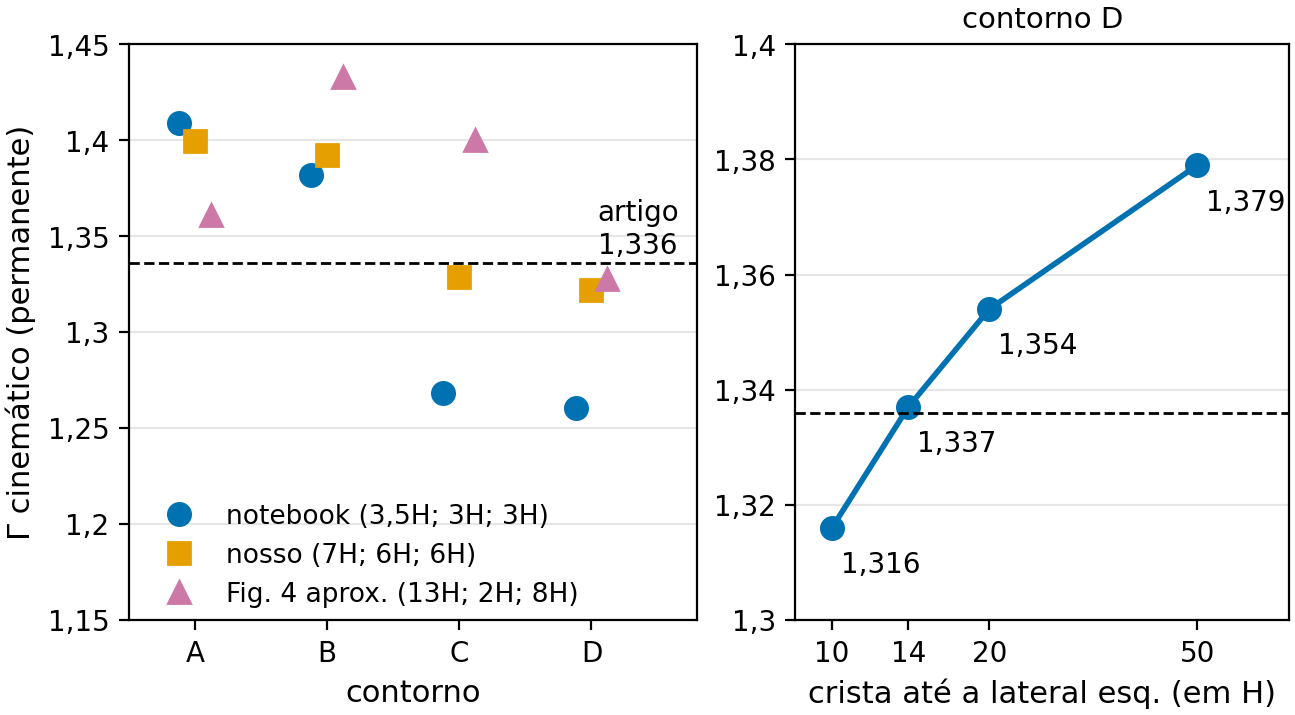 Γ cinemático (permanente)
1,45
1,4
1,35
1,3
1,25
1,2
1,15
artigo
1,336
notebook (3,5H; 3H; 3H)
nosso (7H; 6H; 6H)
Fig. 4 aprox. (13H; 2H; 8H)
A B C D
contorno
contorno D
1,4
1,38
1,36
1,34
1,32
1,3
1,379
1,354
1,337
1,316
10 14 20 50
crista até a lateral esq. (em H)